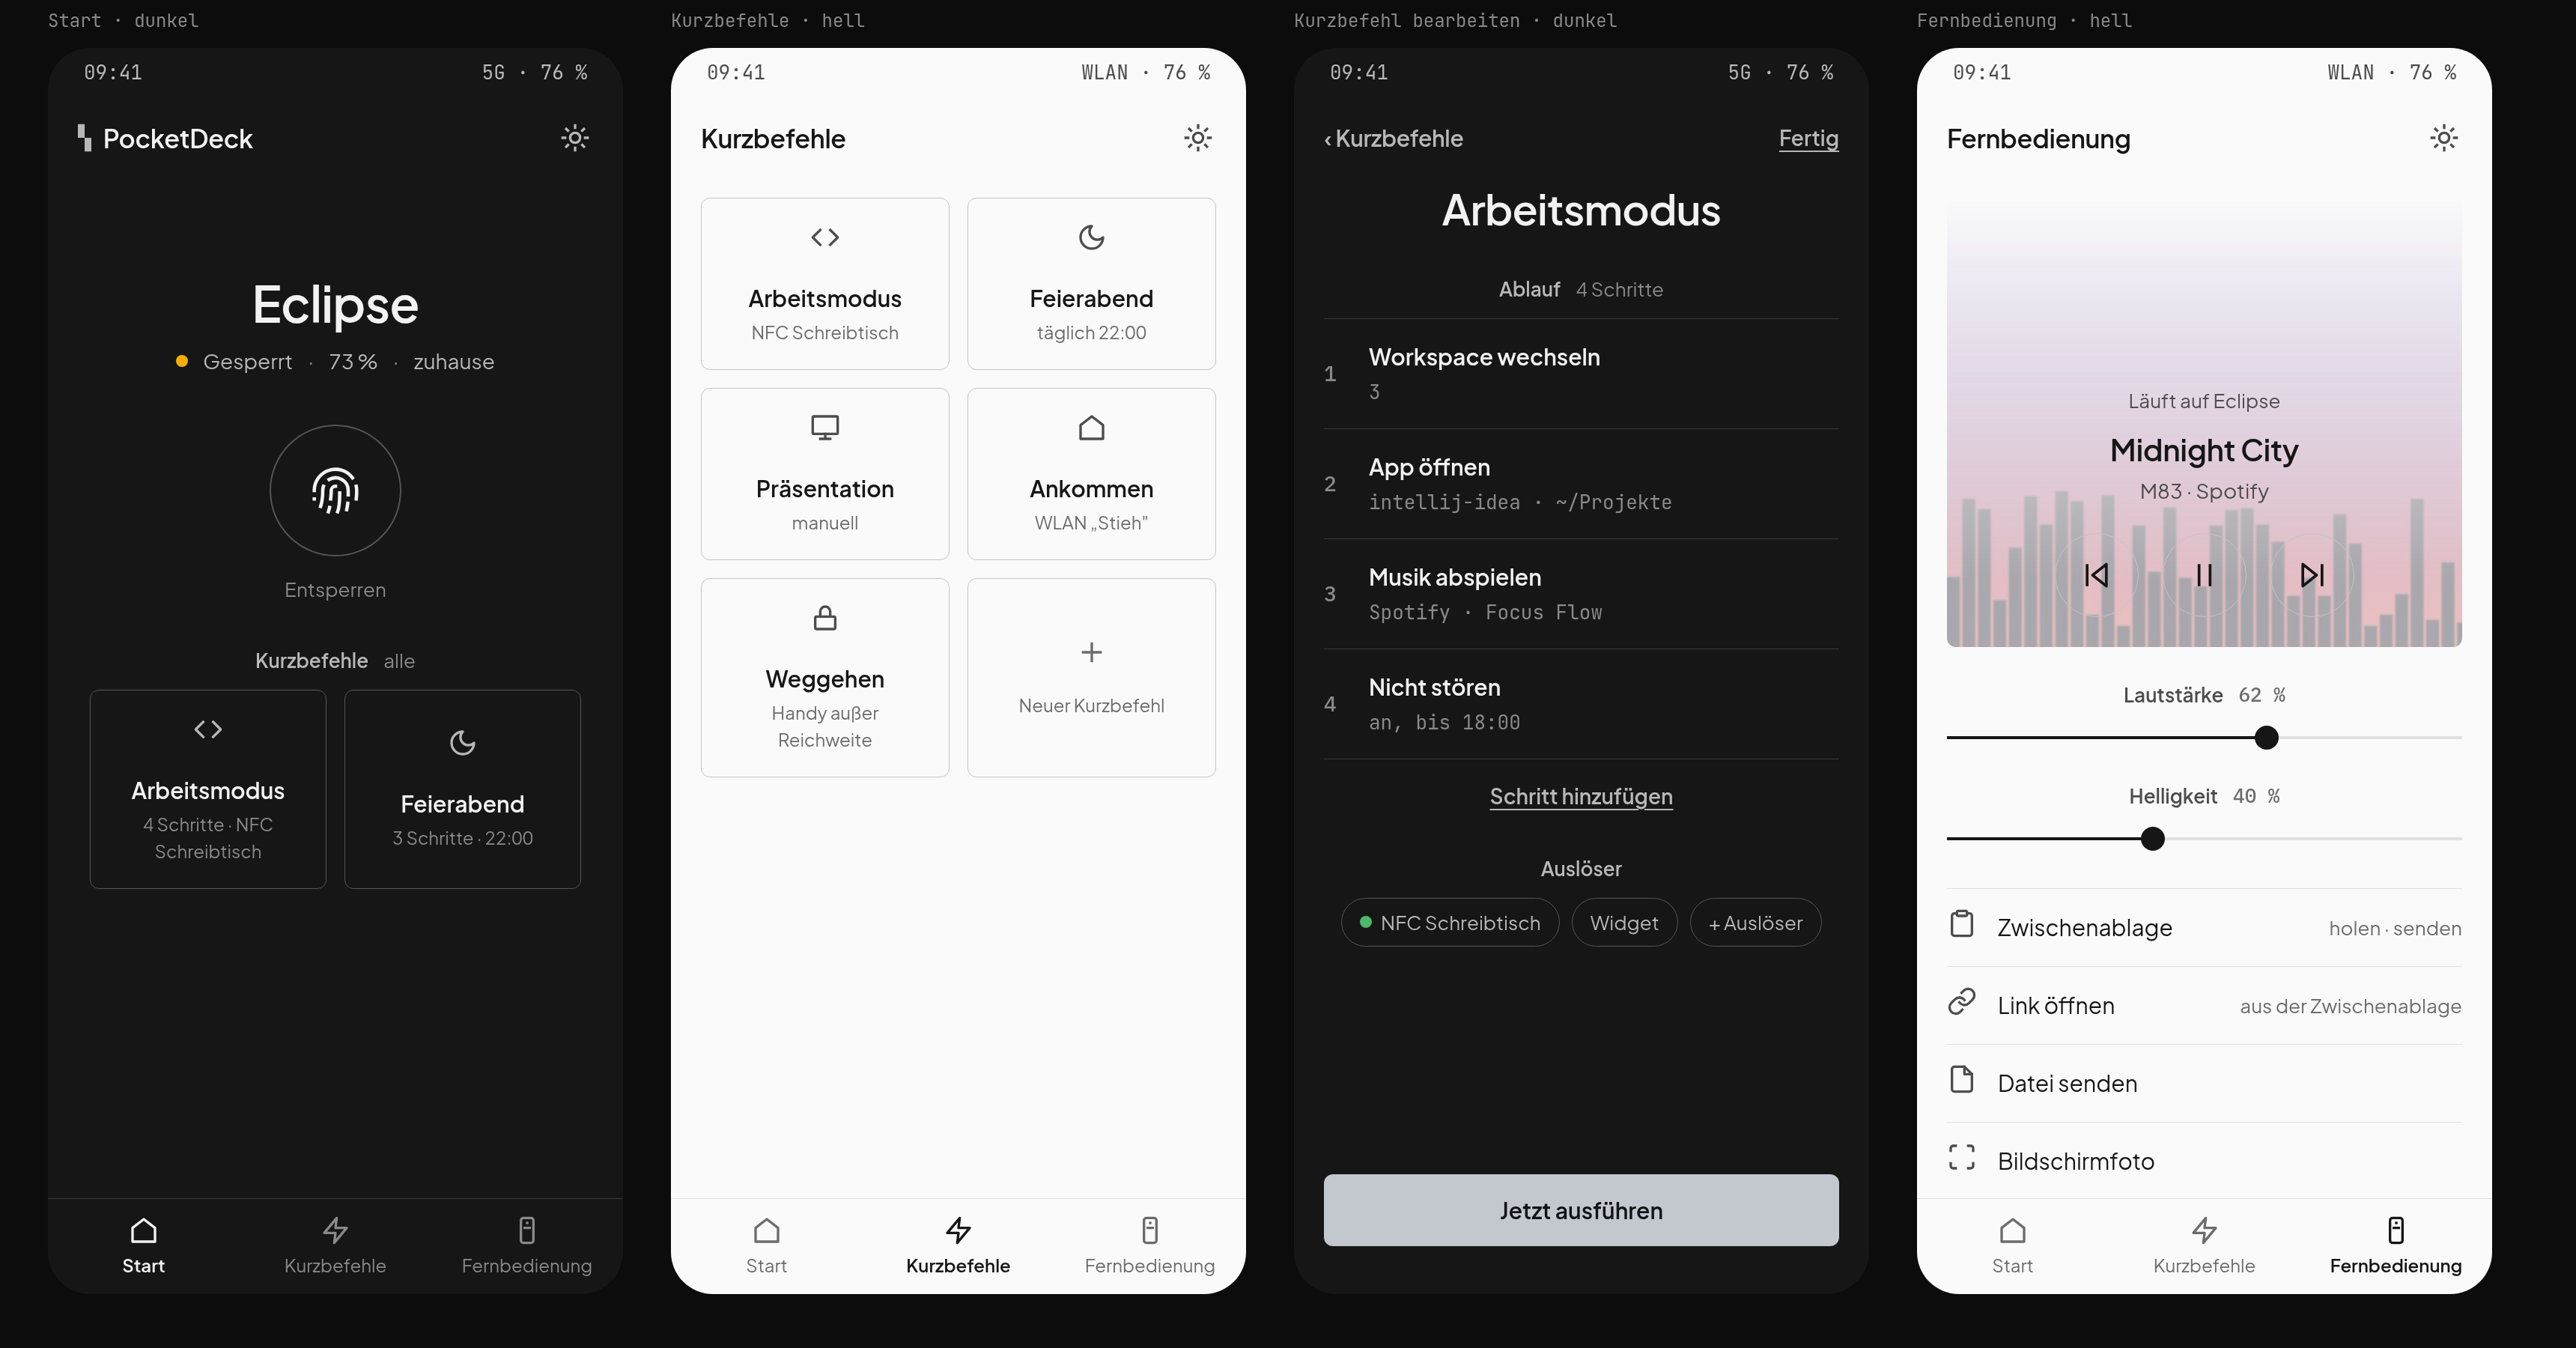 Start · dunkel
09:41
5G · 76 %
PocketDeck
Eclipse
Gesperrt · 73 % · zuhause
Entsperren
Kurzbefehle alle
Arbeitsmodus
4 Schritte · NFC
Schreibtisch
Feierabend
3 Schritte · 22:00
Start
Kurzbefehle
Fernbedienung
Kurzbefehle · hell
09:41
WLAN · 76 %
Kurzbefehle
Arbeitsmodus
NFC Schreibtisch
Feierabend
täglich 22:00
Präsentation
manuell
Ankommen
WLAN „Stieh"
Weggehen
Handy außer
Reichweite
Neuer Kurzbefehl
Start
Kurzbefehle
Fernbedienung
Kurzbefehl bearbeiten · dunkel
09:41
5G · 76 %
‹ Kurzbefehle
Fertig
Arbeitsmodus
Ablauf 4 Schritte
1
Workspace wechseln
3
2
App öffnen
intellij-idea · ~/Projekte
3
Musik abspielen
Spotify · Focus Flow
4
Nicht stören
an, bis 18:00
Schritt hinzufügen
Auslöser
NFC Schreibtisch
Widget
+ Auslöser
Jetzt ausführen
Fernbedienung · hell
09:41
WLAN · 76 %
Fernbedienung
Läuft auf Eclipse
Midnight City
M83 · Spotify
Lautstärke 62 %
Helligkeit 40 %
Zwischenablage
holen · senden
Link öffnen
aus der Zwischenablage
Datei senden
Bildschirmfoto
Start
Kurzbefehle
Fernbedienung